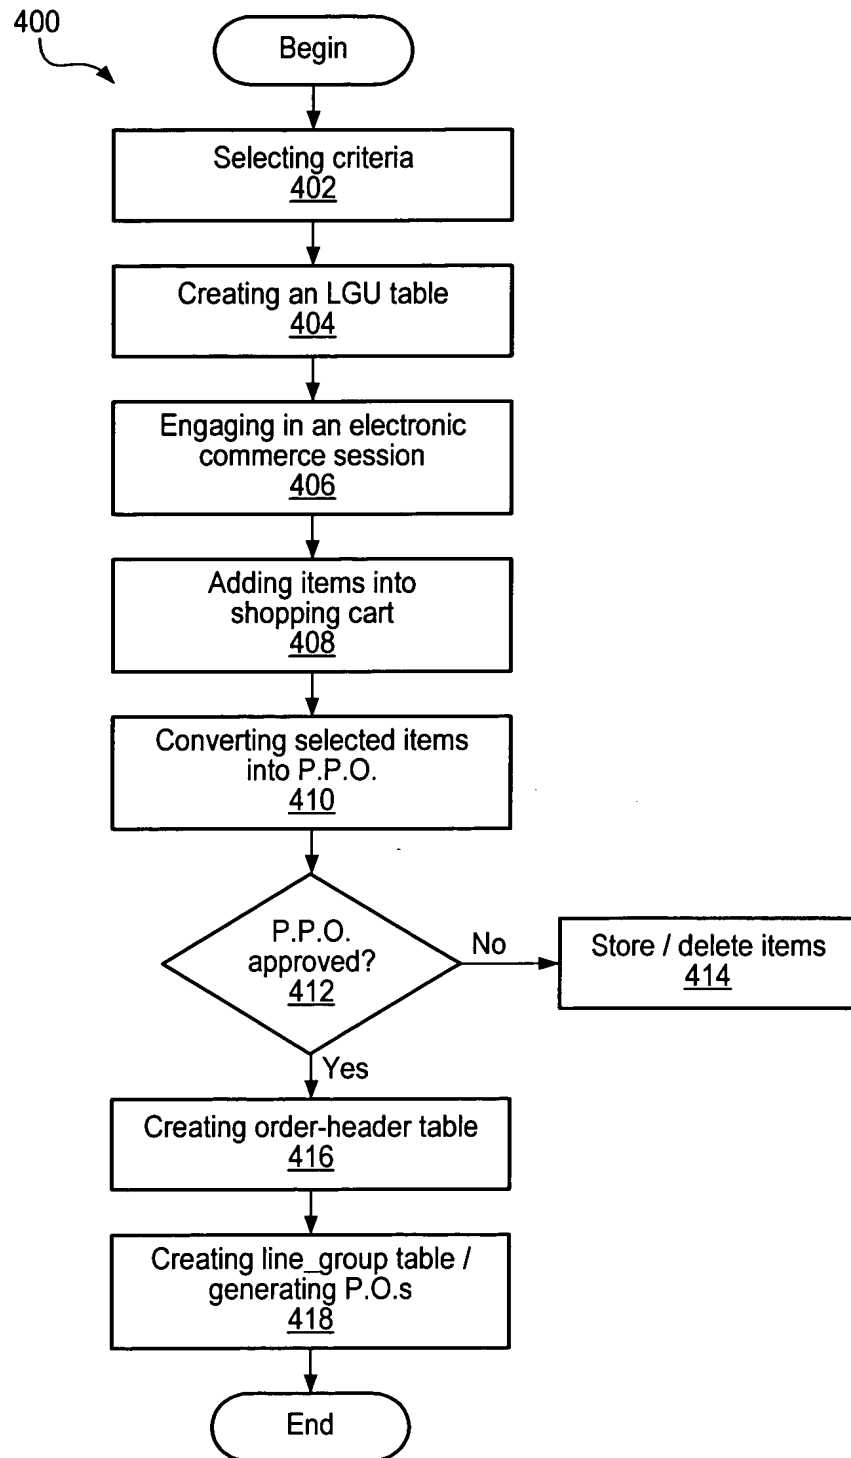 400
Begin
Selecting criteria
402
Creating an LGU table
404
Engaging in an electronic
commerce session
406
Adding items into
shopping cart
408
Converting selected items
into P.P.O.
410
P.P.O.
approved?
412
No
Store / delete items
414
Yes
Creating order-header table
416
Creating line_group table /
generating P.O.s
418
End